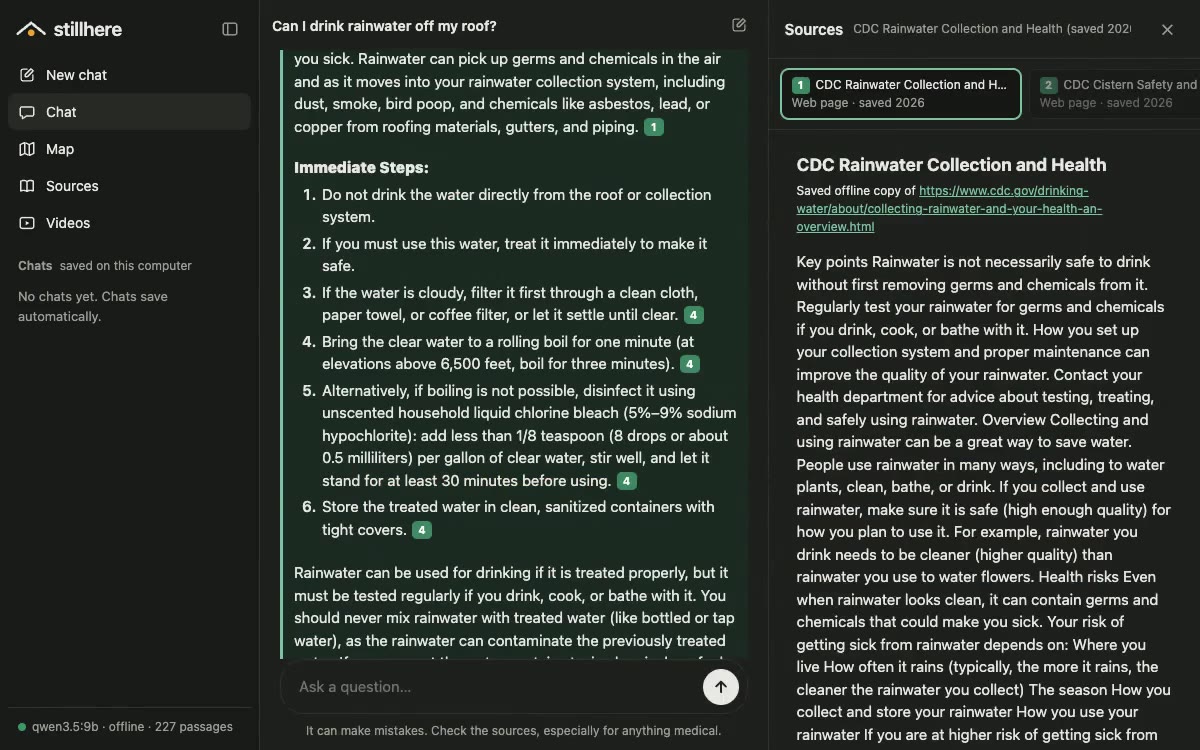 stillhere
New chat
Chat
Map
Sources
Videos
Chats saved on this computer
No chats yet. Chats save
automatically.
qwen3.5:9b · offline · 227 passages
Can I drink rainwater off my roof?
you sick. Rainwater can pick up germs and chemicals in the air
and as it moves into your rainwater collection system, including
dust, smoke, bird poop, and chemicals like asbestos, lead, or
copper from roofing materials, gutters, and piping. 1
Immediate Steps:
1. Do not drink the water directly from the roof or collection
system.
2. If you must use this water, treat it immediately to make it
safe.
3. If the water is cloudy, filter it first through a clean cloth,
paper towel, or coffee filter, or let it settle until clear. 4
4. Bring the clear water to a rolling boil for one minute (at
elevations above 6,500 feet, boil for three minutes). 4
5. Alternatively, if boiling is not possible, disinfect it using
unscented household liquid chlorine bleach (5%–9% sodium
hypochlorite): add less than 1/8 teaspoon (8 drops or about
0.5 milliliters) per gallon of clear water, stir well, and let it
stand for at least 30 minutes before using. 4
6. Store the treated water in clean, sanitized containers with
tight covers. 4
Rainwater can be used for drinking if it is treated properly, but it
must be tested regularly if you drink, cook, or bathe with it. You
should never mix rainwater with treated water (like bottled or tap
water), as the rainwater can contaminate the previously treated
Ask a question...
It can make mistakes. Check the sources, especially for anything medical.
Sources CDC Rainwater Collection and Health (saved 202
1 CDC Rainwater Collection and H...
Web page · saved 2026
2 CDC Cistern Safety and
Web page · saved 2026
CDC Rainwater Collection and Health
Saved offline copy of https://www.cdc.gov/drinking-
water/about/collecting-rainwater-and-your-health-an-
overview.html
Key points Rainwater is not necessarily safe to drink
without first removing germs and chemicals from it.
Regularly test your rainwater for germs and chemicals
if you drink, cook, or bathe with it. How you set up
your collection system and proper maintenance can
improve the quality of your rainwater. Contact your
health department for advice about testing, treating,
and safely using rainwater. Overview Collecting and
using rainwater can be a great way to save water.
People use rainwater in many ways, including to water
plants, clean, bathe, or drink. If you collect and use
rainwater, make sure it is safe (high enough quality) for
how you plan to use it. For example, rainwater you
drink needs to be cleaner (higher quality) than
rainwater you use to water flowers. Health risks Even
when rainwater looks clean, it can contain germs and
chemicals that could make you sick. Your risk of
getting sick from rainwater depends on: Where you
live How often it rains (typically, the more it rains, the
cleaner the rainwater you collect) The season How you
collect and store your rainwater How you use your
rainwater If you are at higher risk of getting sick from